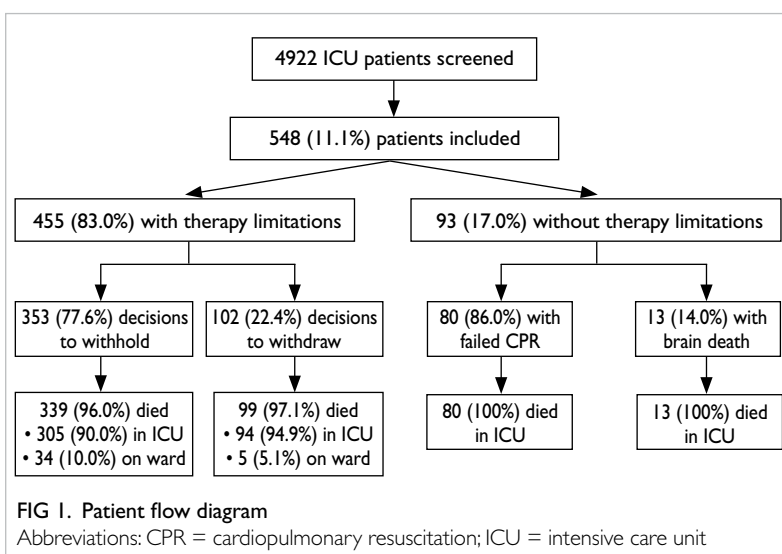 4922 ICU patients screened
548 (11.1%) patients included
455 (83.0%) with therapy limitations
93 (17.0%) without therapy limitations
353 (77.6%) decisions
to withhold
102 (22.4%) decisions
to withdraw
80 (86.0%) with
failed CPR
13 (14.0%) with
brain death
339 (96.0%) died
• 305 (90.0%) in ICU
• 34 (10.0%) on ward
99 (97.1%) died
• 94 (94.9%) in ICU
• 5 (5.1%) on ward
80 (100%) died
in ICU
13 (100%) died
in ICU
FIG 1. Patient flow diagram
Abbreviations: CPR = cardiopulmonary resuscitation; ICU = intensive care unit